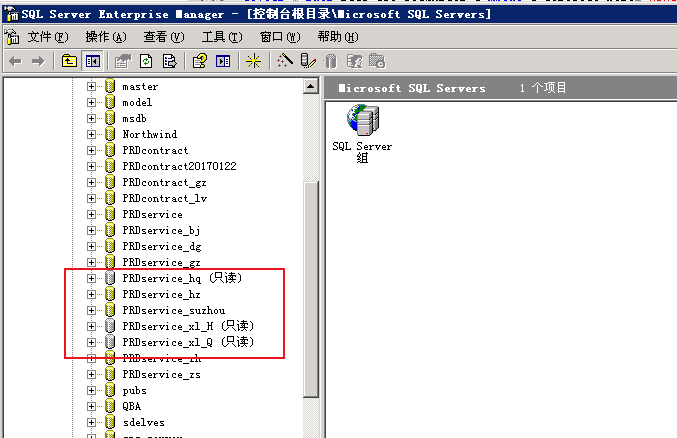 SQL Server Enterprise Manager - [控制台根目录\Microsoft SQL Servers]
文件(F) 操作(A) 查看(V) 工具(T) 窗口(W) 帮助(H)
master
model
msdb
Northwind
PRDcontract
PRDcontract20170122
PRDcontract_gz
PRDcontract_lv
PRDservice
PRDservice_bj
PRDservice_dg
PRDservice_gz
PRDservice_hq (只读)
PRDservice_hz
PRDservice_suzhou
PRDservice_xl_H (只读)
PRDservice_xl_Q (只读)
PRDservice_zh
PRDservice_zs
pubs
QBA
sdelves
Microsoft SQL Servers 1 个项目
SQL Server
组